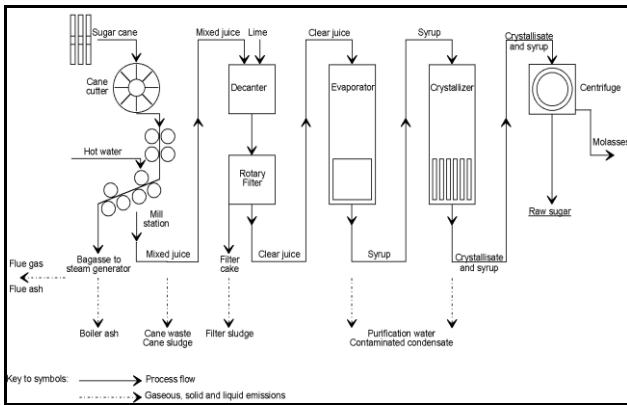 Sugar cane
Mixed juice
Lime
Clear juice
Syrup
Crystallisate
and syrup
Cane
cutter
Decanter
Evaporator
Crystallizer
Centrifuge
Molasses
Hot water
Rotary
Filter
Mill
station
Raw sugar
Mixed juice
Clear juice
Syrup
Crystallisate
and syrup
Flue gas
Flue ash
Bagasse to
steam generator
Filter
cake
Boiler ash
Cane waste
Cane sludge
Filter sludge
Purification water
Contaminated condensate
Key to symbols:
Process flow
Gaseous, solid and liquid emissions